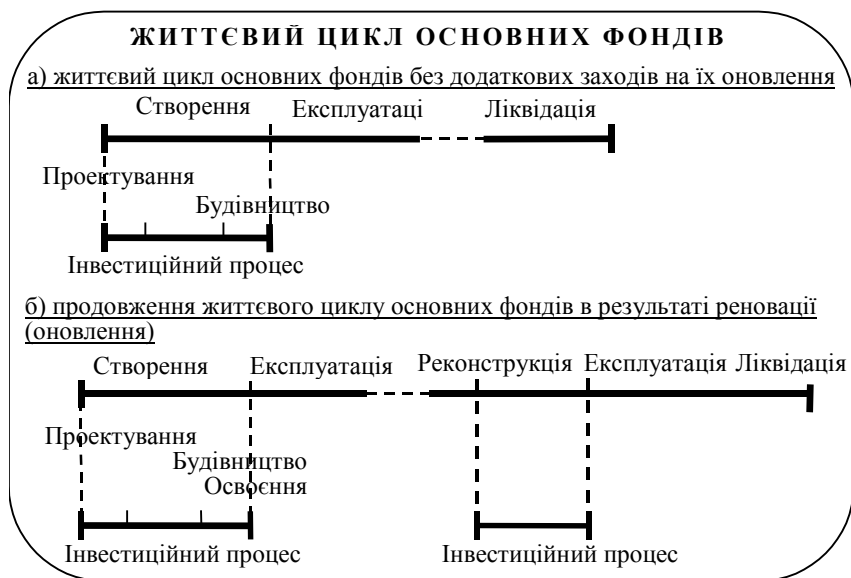 ЖИТТЄВИЙ ЦИКЛ ОСНОВНИХ ФОНДІВ
а) життєвий цикл основних фондів без додаткових заходів на їх оновлення
Створення Експлуатаці Ліквідація
Проектування
Будівництво
Інвестиційний процес
б) продовження життєвого циклу основних фондів в результаті реновації
(оновлення)
Створення Експлуатація Реконструкція Експлуатація Ліквідація
Проектування
Будівництво
Освоєння
Інвестиційний процес Інвестиційний процес